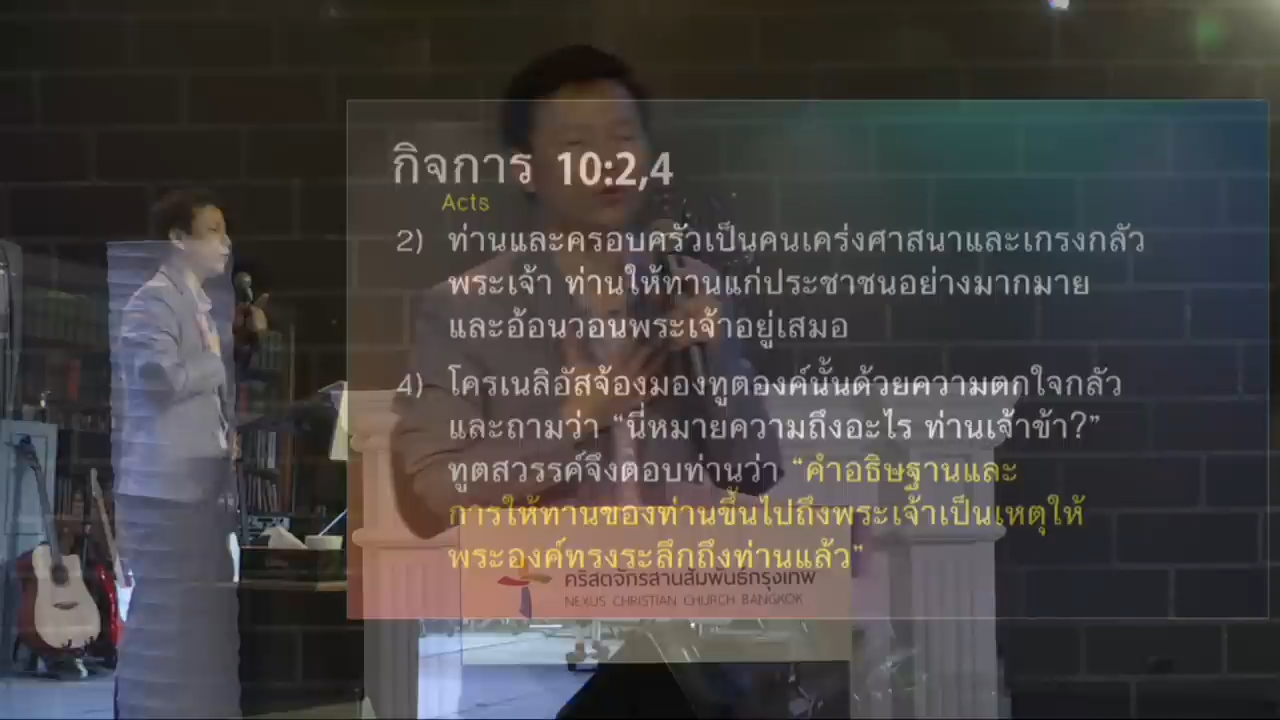 กิจการ 10:2,4
Acts
2) ท่านและครอบครัวเป็นคนเคร่งศาสนาและเกรงกลัว
พระเจ้า ท่านให้ทานแก่ประชาชนอย่างมากมาย
และอ้อนวอนพระเจ้าอยู่เสมอ
4) โครเนลิอัสจ้องมองทูตองค์นั้นด้วยความตกใจกลัว
และถามว่า “นี่หมายความถึงอะไร ท่านเจ้าข้า?”
ทูตสวรรค์จึงตอบท่านว่า “คำอธิษฐานและ
การให้ทานของท่านขึ้นไปถึงพระเจ้าเป็นเหตุให้
พระองค์ทรงระลึกถึงท่านแล้ว”
คริสตจักรสานสัมพันธ์กรุงเทพ
NEXUS CHRISTIAN CHURCH BANGKOK